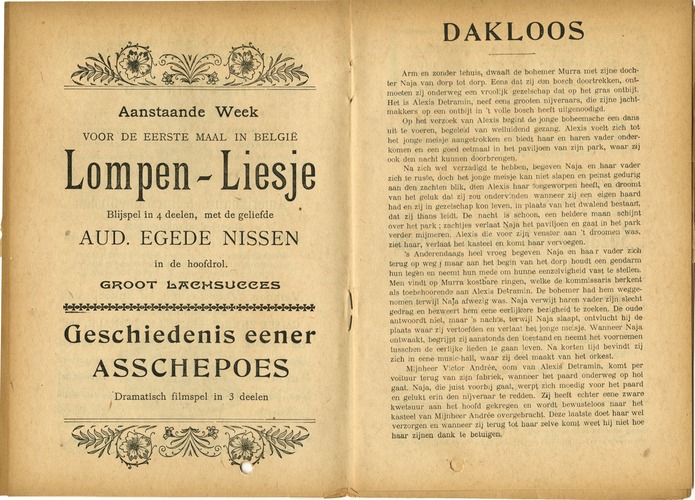 Aanstaande Week
VOOR DE EERSTE MAAL IN BELGIË
Lompen-Liesje
Blijspel in 4 deelen, met de geliefde
AUD. EGEDE NISSEN
in de hoofdrol.
GROOT LACHSUCCES
Geschiedenis eener
ASSCHEPOES
Dramatisch filmspel in 3 deelen
DAKLOOS
Arm en zonder tehuis, dwaalt de bohemer Murra met zijne doch-
ter Naja van dorp tot dorp. Eens dat zij een bosch doortrekken, ont-
moeten zij onderweg een vroolijk gezelschap dat op het gras ontbijt.
Het is Alexis Detramin, neef eens grooten nijveraars, die zijne jacht-
makkers op een ontbijt in 't volle bosch heeft uitgenoodigd.
Op het verzoek van Alexis begint de jonge boheemsche een dans
uit te voeren, begeleid van welluidend gezang. Alexis voelt zich tot
het jonge meisje aangetrokken en biedt haar en haren vader onder-
komen en een goed eetmaal in het paviljoen van zijn park, waar zij
ook den nacht kunnen doorbrengen.
Na zich wel verzadigd te hebben, begeven Naja en haar vader
zich te ruste, doch het jonge meisje kan niet slapen en peinst gedurig
aan den zachten blik, dien Alexis haar toegeworpen heeft, en droomt
van het geluk dat zij zou ondervinden wanneer zij een eigen haard
had en zij in gezelschap kon leven, in plaats van het dwalend bestaan,
dat zij thans leidt. De nacht is schoon, een heldere maan schijnt
over het park; zachtjes verlaat Naja het paviljoen en gaat in het park
verder mijmeren. Alexis die voor zijn venster aan 't droomen was,
ziet haar, verlaat het kasteel en komt haar vervoegen.
's Anderendaags heel vroeg begeven Naja en haar vader zich
terug op weg; maar aan het begin van het dorp houdt een gendarm
hun tegen en neemt hun mede om hunne eenzelvigheid vast te stellen.
Men vindt op Murra kostbare ringen, welke de kommissaris herkent
als toebehoorende aan Alexis Detramin. De bohemer had hem wegge-
nomen terwijl Naja afwezig was. Naja verwijt haren vader zijn slecht
gedrag en bezweert hem eene eerlijkere bezigheid te zoeken. De oude
antwoordt niet, maar 's nachts, terwijl Naja slaapt, ontvlucht hij de
plaats waar zij vertoefden en verlaat het jonge meisje. Wanneer Naja
ontwaakt, begrijpt zij aanstonds den toestand en neemt het voornemen
tusschen de eerlijke lieden te gaan leven. Na korten tijd bevindt zij
zich in eene music-hall, waar zij deel maakt van het orkest.
Mijnheer Victor Andrée, oom van Alexis Detramin, komt per
voituur terug van zijn fabriek, wanneer het paard onderweg op hol
gaat. Naja, die juist voorbij gaat, werpt zich moedig voor het paard
en gelukt erin den nijveraar te redden. Zij heeft echter eene zware
kwetsuur aan het hoofd gekregen en wordt bewusteloos naar het
kasteel van Mijnheer Andrée overgebracht. Deze laatste doet haar wel
verzorgen en wanneer zij terug tot haar zelve komt weet hij niet hoe
haar zijnen dank te betuigen.